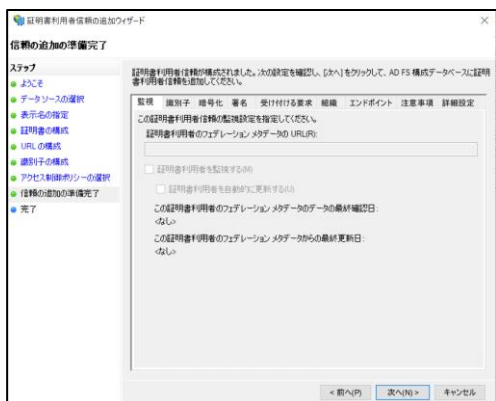 証明書利用者信頼の追加ウィザード
信頼の追加の準備完了
ステップ
ようこそ
データ ソースの選択
表示名の指定
証明書の構成
URL の構成
識別子の構成
アクセス制御ポリシーの選択
信頼の追加の準備完了
完了
証明書利用者信頼が構成されました。次の設定を確認し、[次へ] をクリックして、AD FS 構成データベースに証明
書利用者信頼を追加してください。
監視 識別子 暗号化 署名 受け付ける要求 組織 エンドポイント 注意事項 詳細設定
この証明書利用者信頼の監視設定を指定してください。
証明書利用者のフェデレーション メタデータの URL(R):
証明書利用者を監視する(M)
証明書利用者を自動的に更新する(U)
この証明書利用者のフェデレーション メタデータのデータの最終確認日:
<なし>
この証明書利用者のフェデレーション メタデータからの最終更新日:
<なし>
< 前へ(P) 次へ(N) > キャンセル